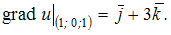 grad u|(1; 0;1) = j̄ + 3k̄.